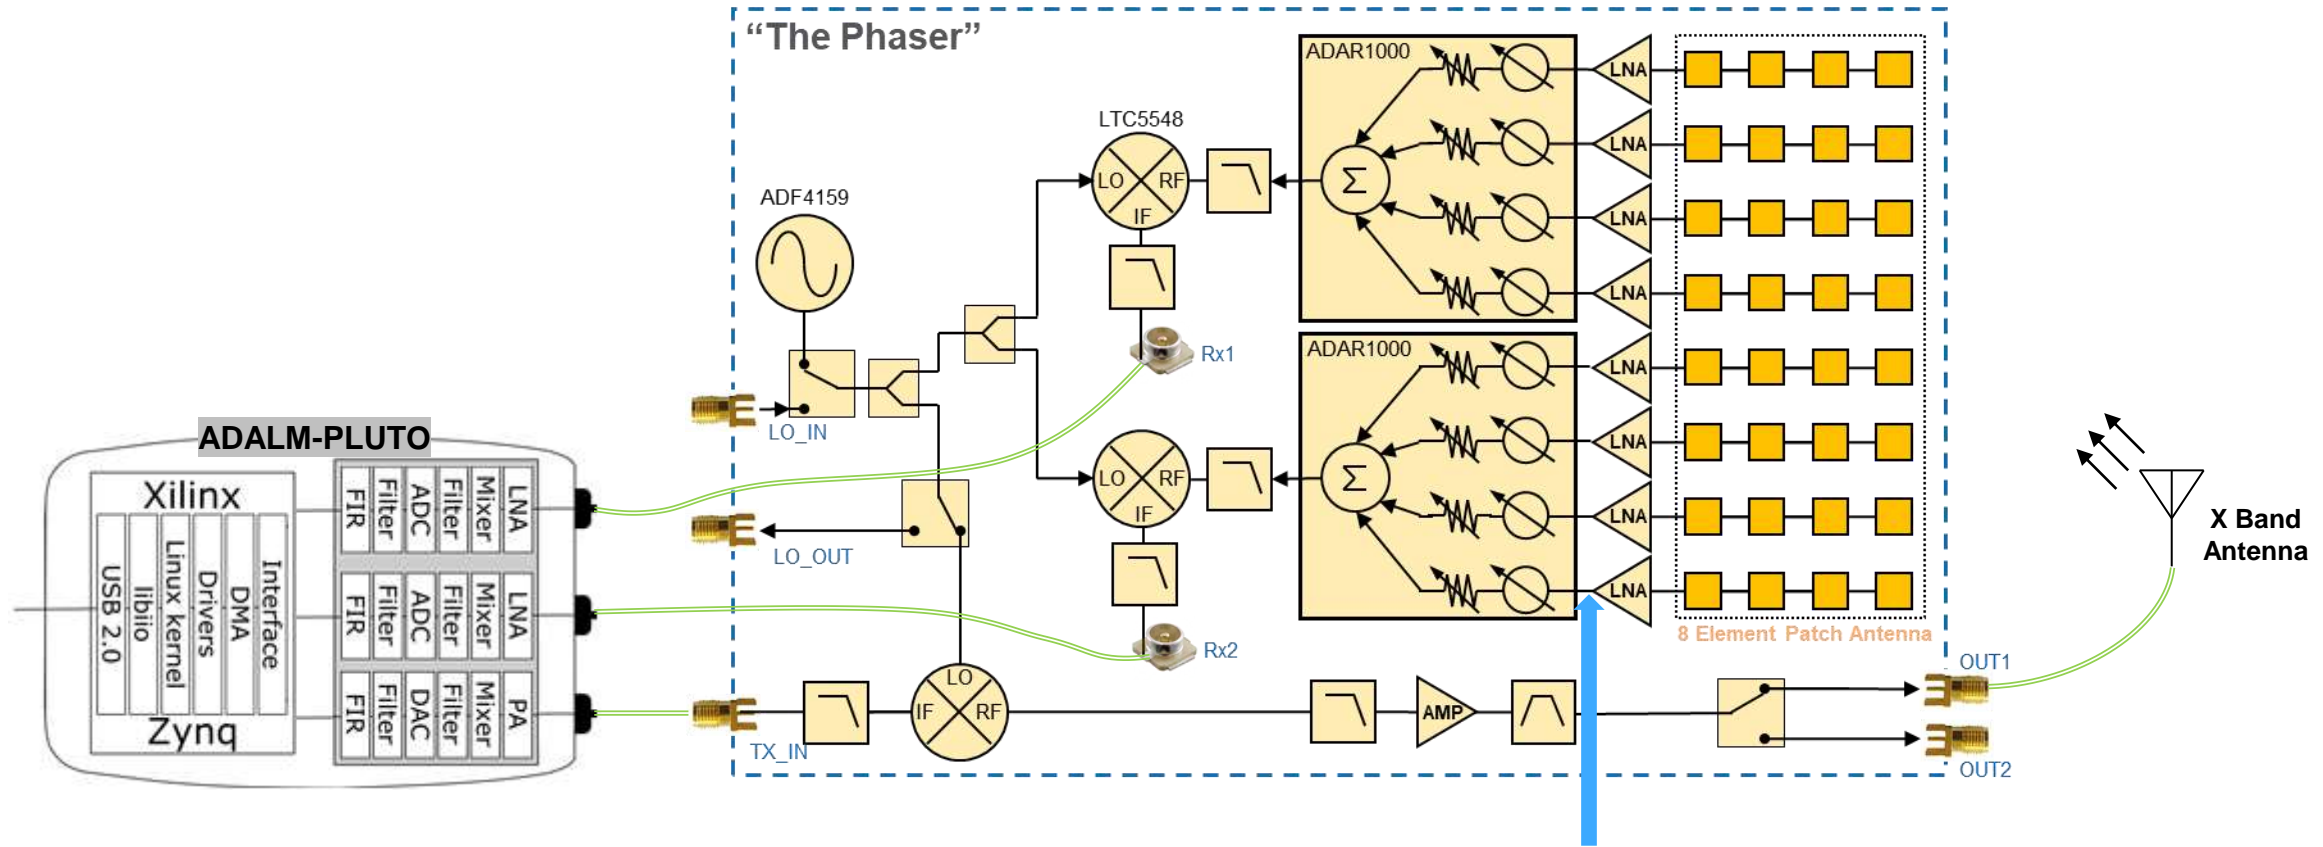 “The Phaser”
ADAR1000
LNA
LNA
LNA
LNA
LTC5548
LO
RF
IF
ADF4159
Rx1
ADAR1000
LNA
LNA
LNA
LNA
LO_IN
LO
RF
IF
LO_OUT
Rx2
8 Element Patch Antenna
X Band
Antenna
ADALM-PLUTO
Xilinx
USB 2.0
libiio
Linux kernel
Drivers
DMA
Interface
Zynq
FIR
Filter
ADC
Filter
Mixer
LNA
FIR
Filter
ADC
Filter
Mixer
LNA
FIR
Filter
DAC
Filter
Mixer
PA
TX_IN
LO
IF
RF
AMP
OUT1
OUT2
Σ
Σ